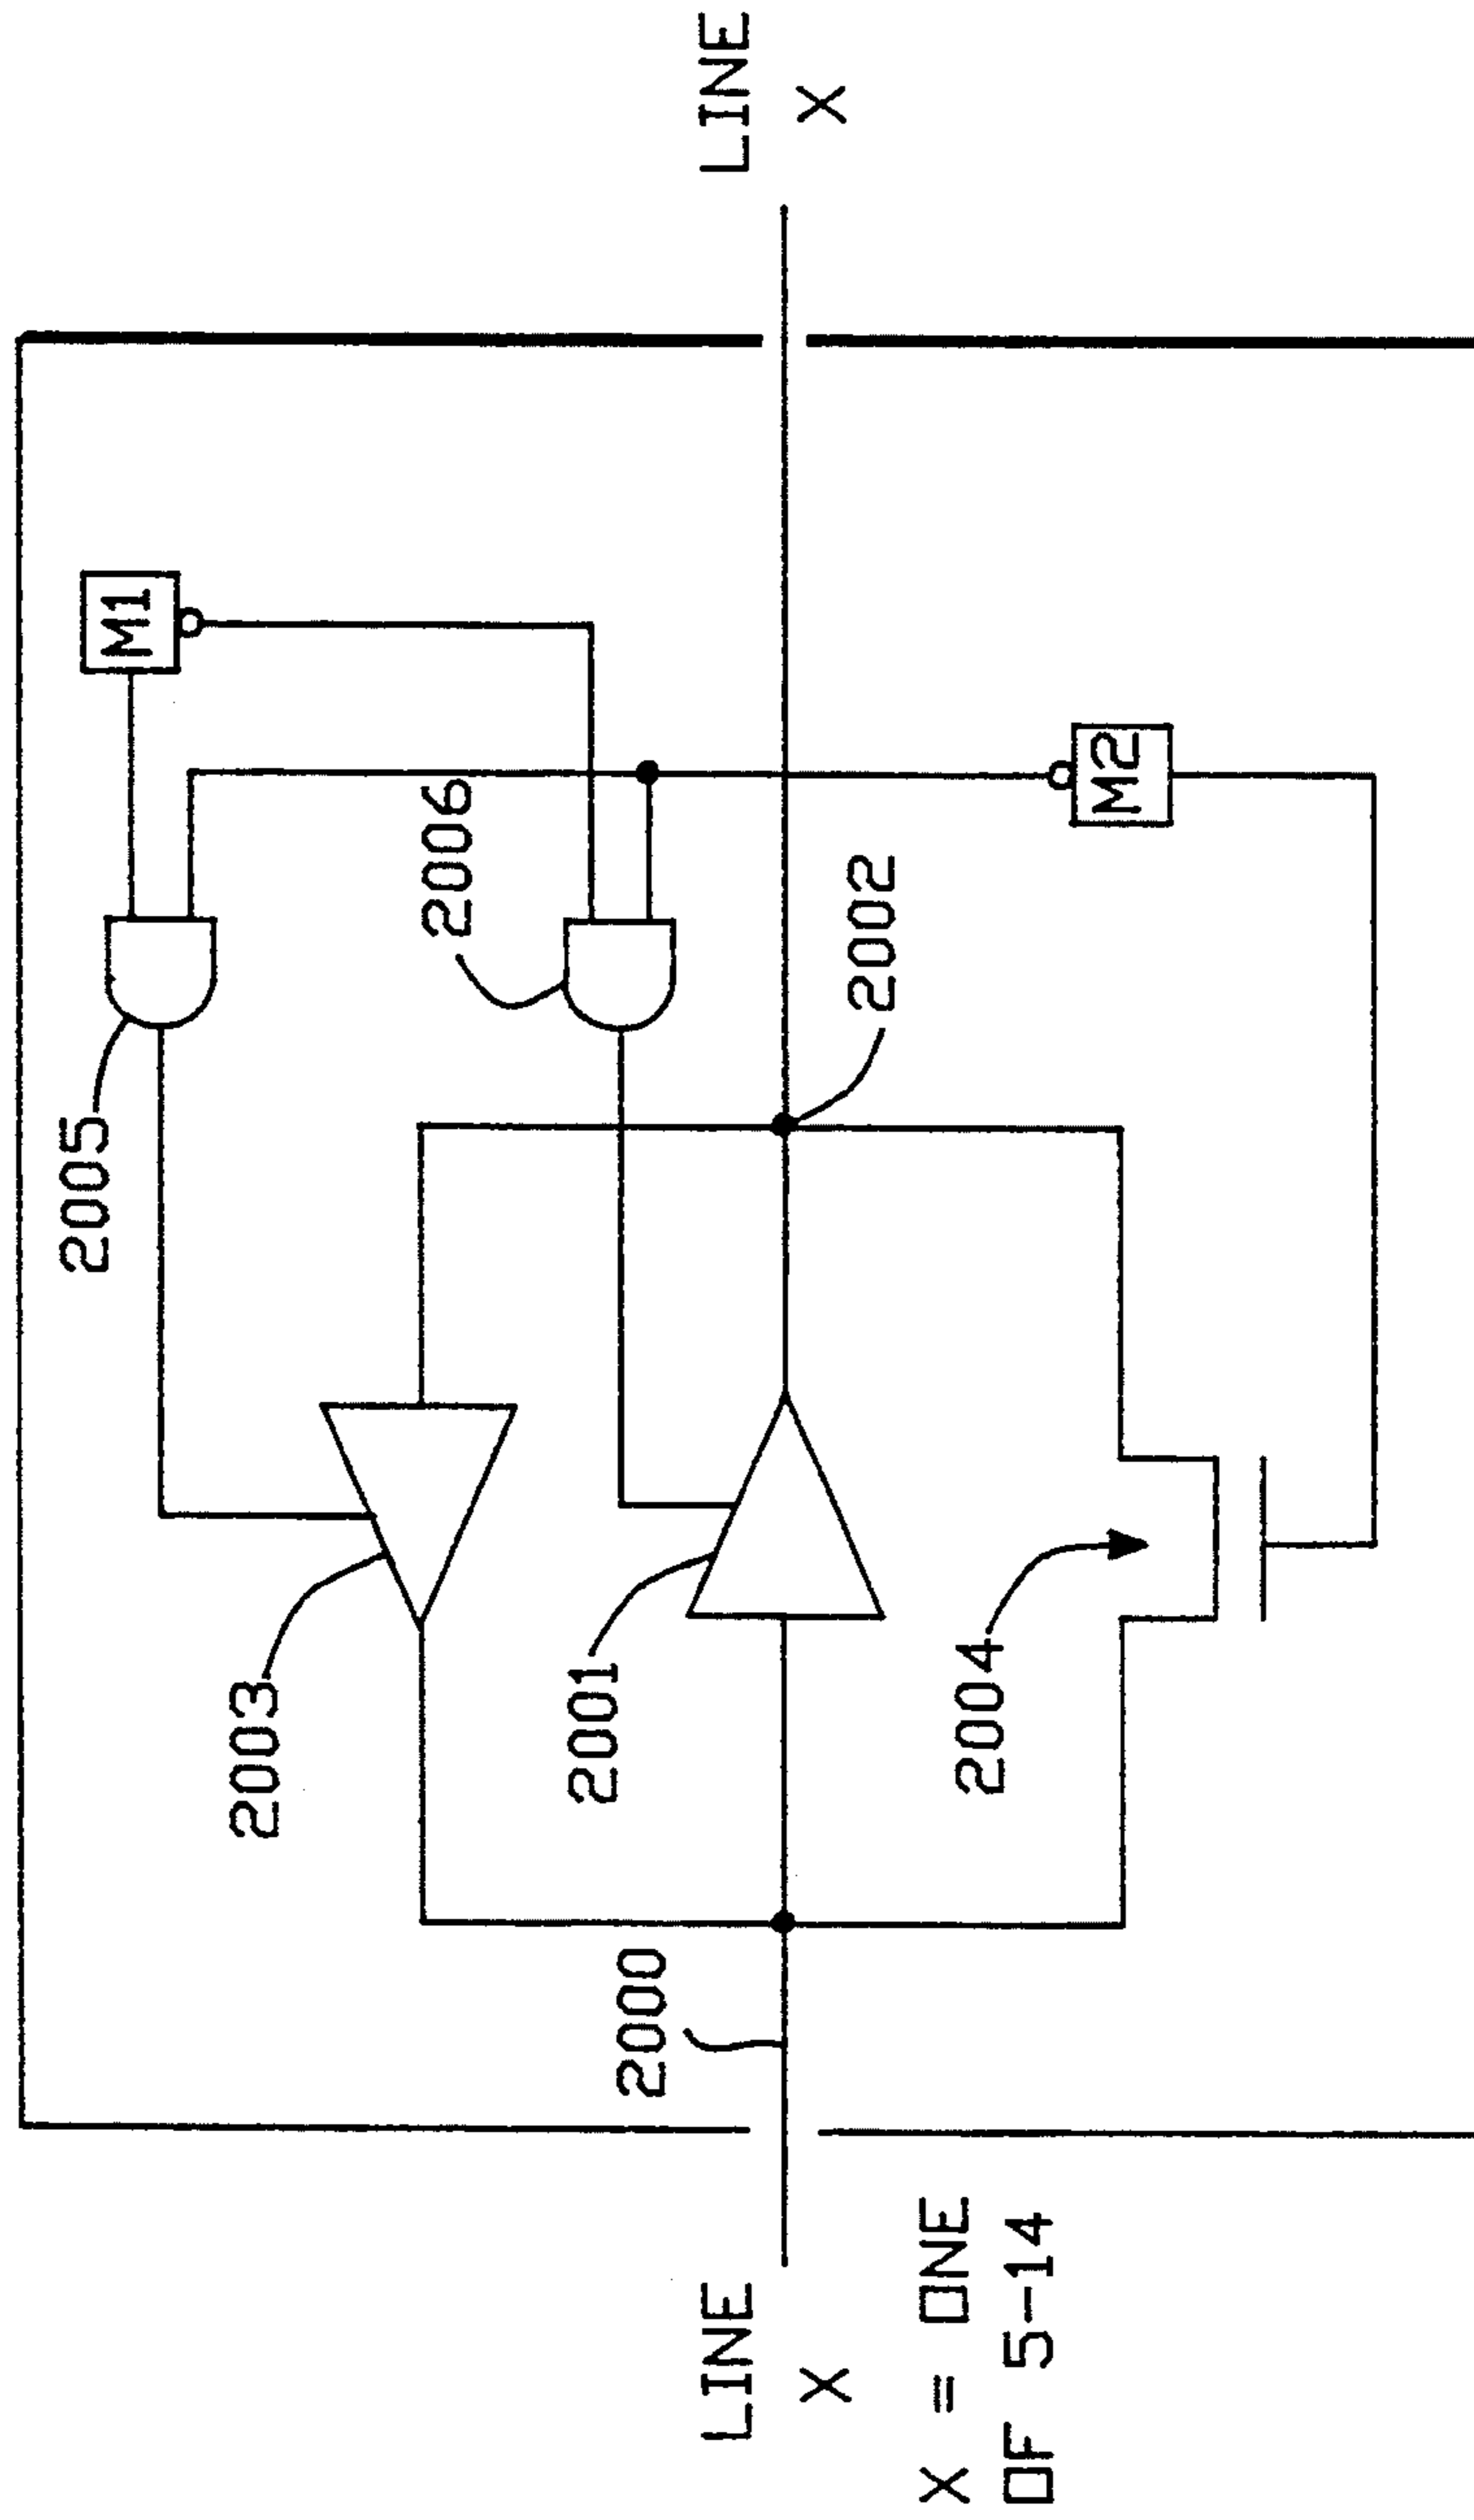 2005
M1
2006
2003
2001
2000
2002
LINE
X
LINE
X
X = ONE
OF 5-14
2004
M2